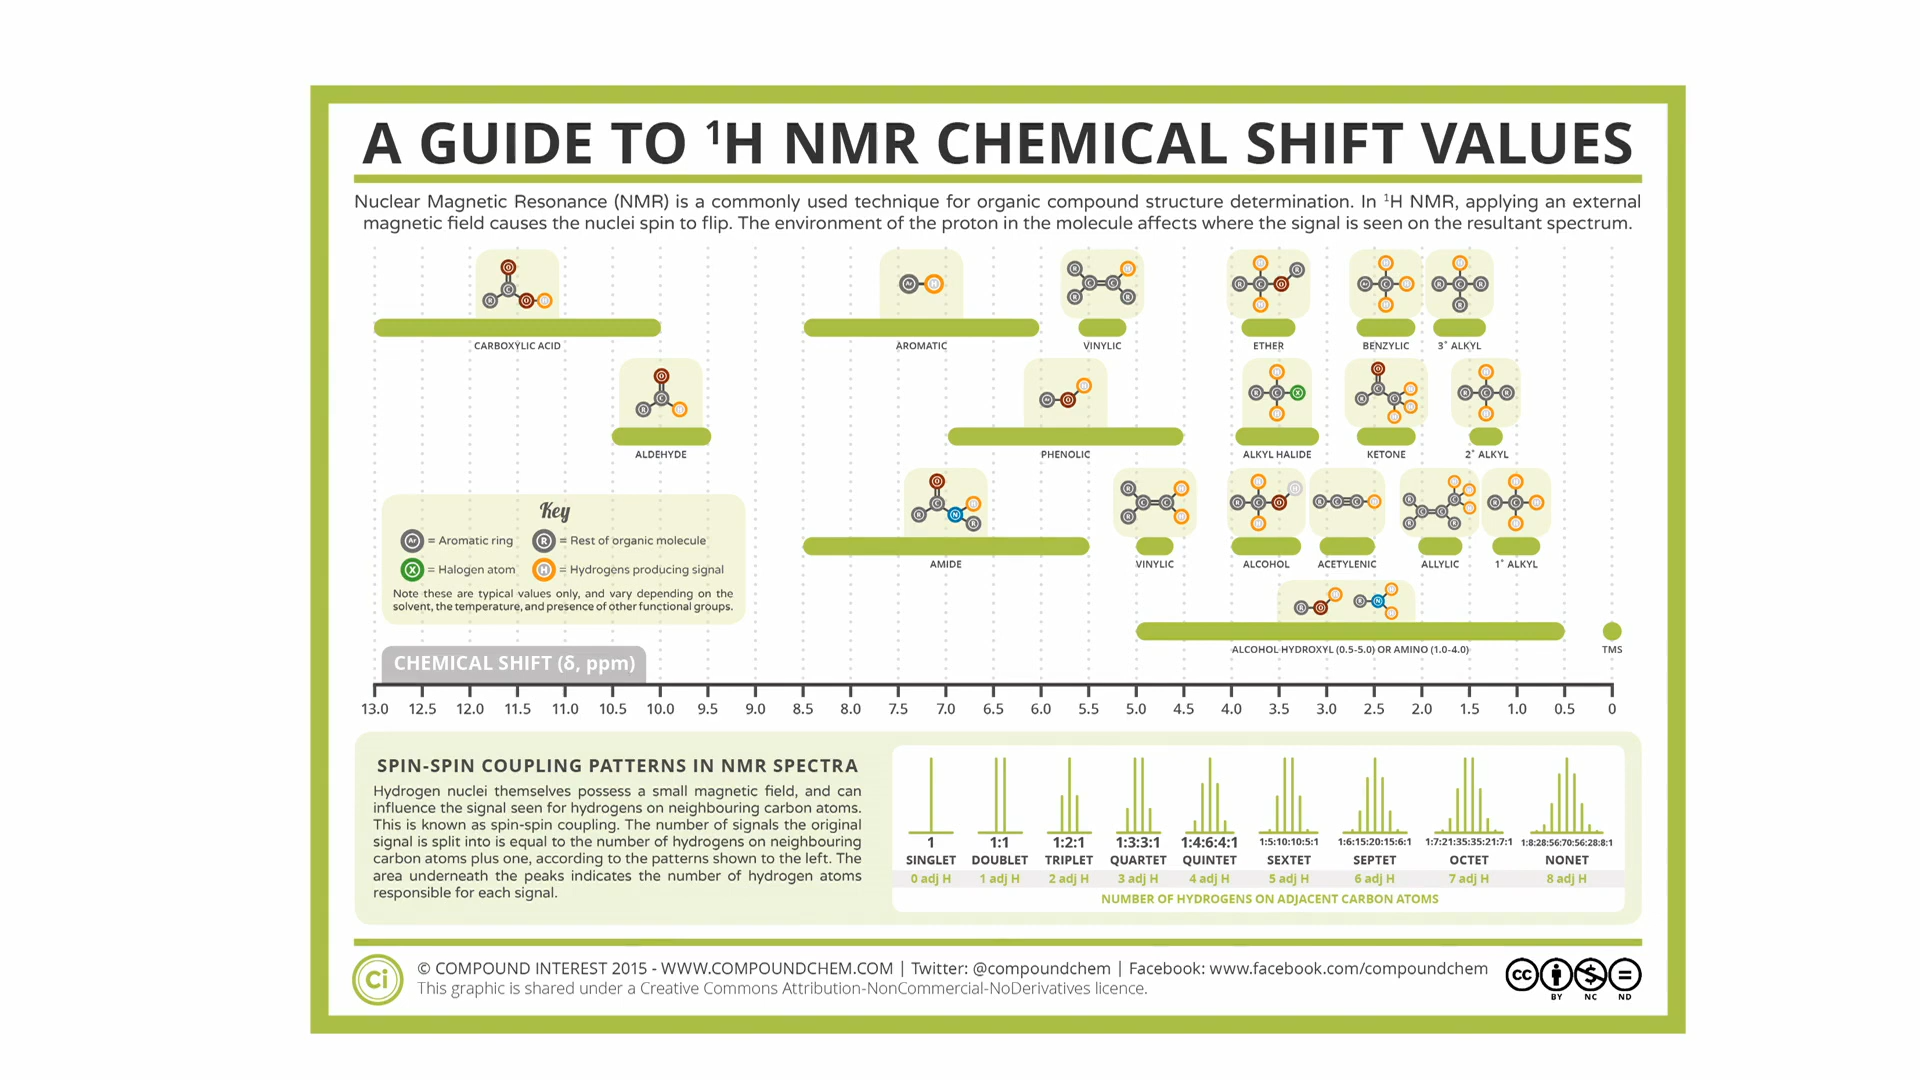 A GUIDE TO ¹H NMR CHEMICAL SHIFT VALUES
Nuclear Magnetic Resonance (NMR) is a commonly used technique for organic compound structure determination. In ¹H NMR, applying an external
magnetic field causes the nuclei spin to flip. The environment of the proton in the molecule affects where the signal is seen on the resultant spectrum.
CARBOXYLIC ACID
AROMATIC
VINYLIC
ETHER
BENZYLIC
3˚ ALKYL
ALDEHYDE
PHENOLIC
ALKYL HALIDE
KETONE
2˚ ALKYL
AMIDE
VINYLIC
ALCOHOL
ACETYLENIC
ALLYLIC
1˚ ALKYL
Key
Ar = Aromatic ring
R = Rest of organic molecule
X = Halogen atom
H = Hydrogens producing signal
Note these are typical values only, and vary depending on the
solvent, the temperature, and presence of other functional groups.
ALCOHOL HYDROXYL (0.5-5.0) OR AMINO (1.0-4.0)
TMS
CHEMICAL SHIFT (δ, ppm)
13.0 12.5 12.0 11.5 11.0 10.5 10.0 9.5 9.0 8.5 8.0 7.5 7.0 6.5 6.0 5.5 5.0 4.5 4.0 3.5 3.0 2.5 2.0 1.5 1.0 0.5 0
SPIN-SPIN COUPLING PATTERNS IN NMR SPECTRA
Hydrogen nuclei themselves possess a small magnetic field, and can
influence the signal seen for hydrogens on neighbouring carbon atoms.
This is known as spin-spin coupling. The number of signals the original
signal is split into is equal to the number of hydrogens on neighbouring
carbon atoms plus one, according to the patterns shown to the left. The
area underneath the peaks indicates the number of hydrogen atoms
responsible for each signal.
1 1:1 1:2:1 1:3:3:1 1:4:6:4:1 1:5:10:10:5:1 1:6:15:20:15:6:1 1:7:21:35:35:21:7:1 1:8:28:56:70:56:28:8:1
SINGLET DOUBLET TRIPLET QUARTET QUINTET SEXTET SEPTET OCTET NONET
0 adj H 1 adj H 2 adj H 3 adj H 4 adj H 5 adj H 6 adj H 7 adj H 8 adj H
NUMBER OF HYDROGENS ON ADJACENT CARBON ATOMS
Ci
© COMPOUND INTEREST 2015 - WWW.COMPOUNDCHEM.COM | Twitter: @compoundchem | Facebook: www.facebook.com/compoundchem
This graphic is shared under a Creative Commons Attribution-NonCommercial-NoDerivatives licence.
cc
BY NC ND